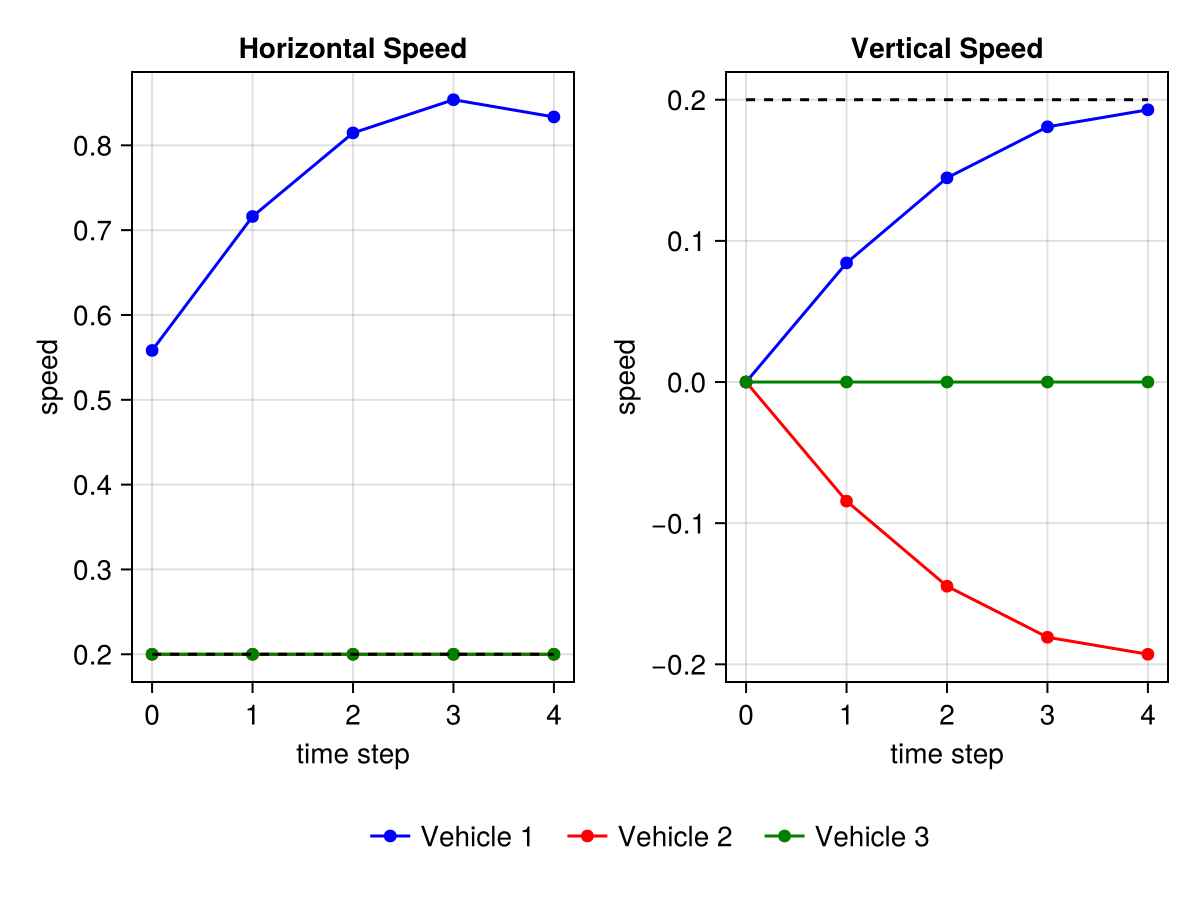 Horizontal Speed
Vertical Speed
0.8
0.7
0.6
0.5
0.4
0.3
0.2
speed
0 1 2 3 4
time step
0.2
0.1
0.0
−0.1
−0.2
speed
0 1 2 3 4
time step
Vehicle 1 Vehicle 2 Vehicle 3